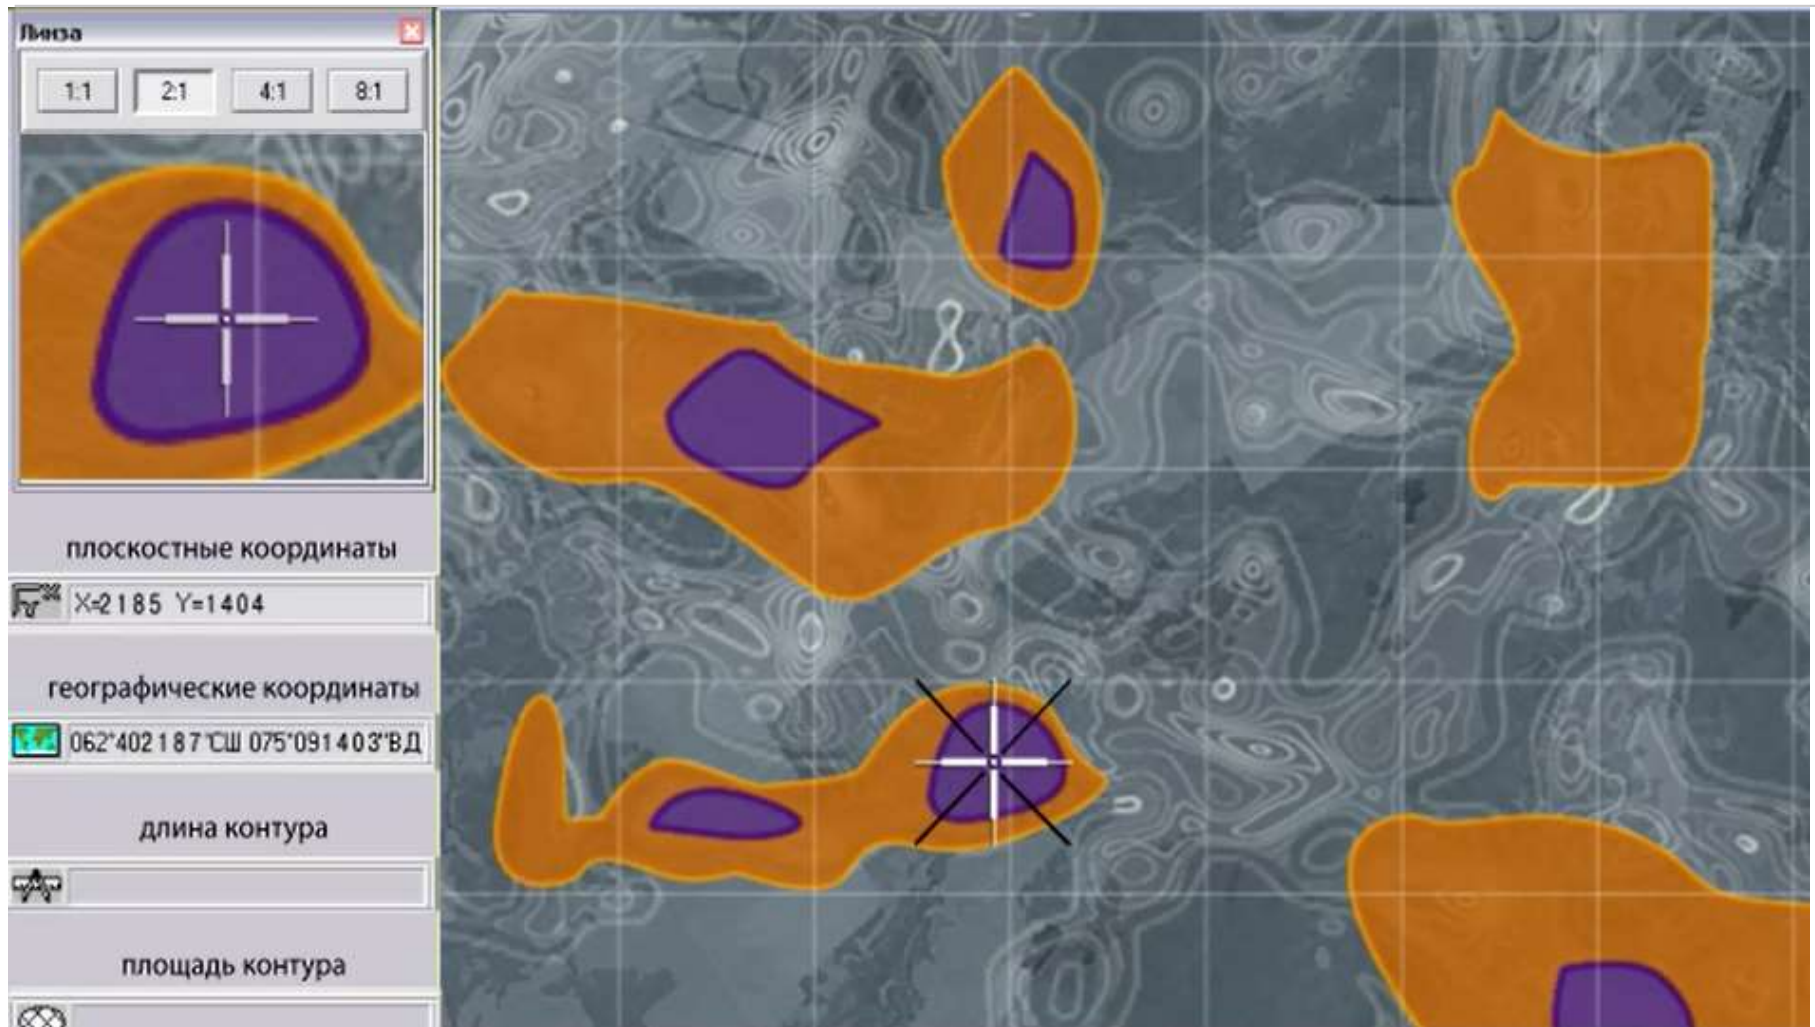 Линза
1:1 2:1 4:1 8:1
плоскостные координаты
X=2185 Y=1404
географические координаты
062°402187"СШ 075°091403"ВД
длина контура
площадь контура